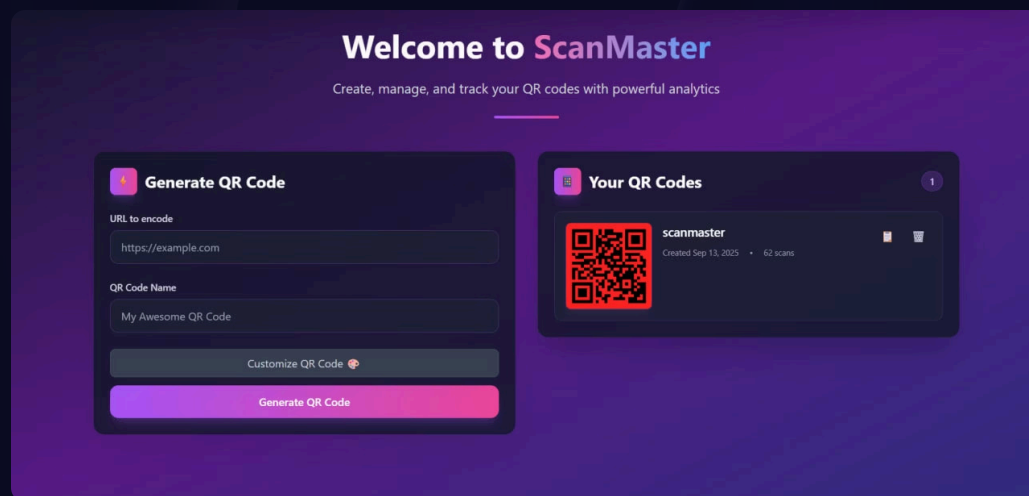 Welcome to ScanMaster
Create, manage, and track your QR codes with powerful analytics
Generate QR Code
URL to encode
https://example.com
QR Code Name
My Awesome QR Code
Customize QR Code 🎨
Generate QR Code
Your QR Codes
1
scanmaster
Created Sep 13, 2025 • 62 scans